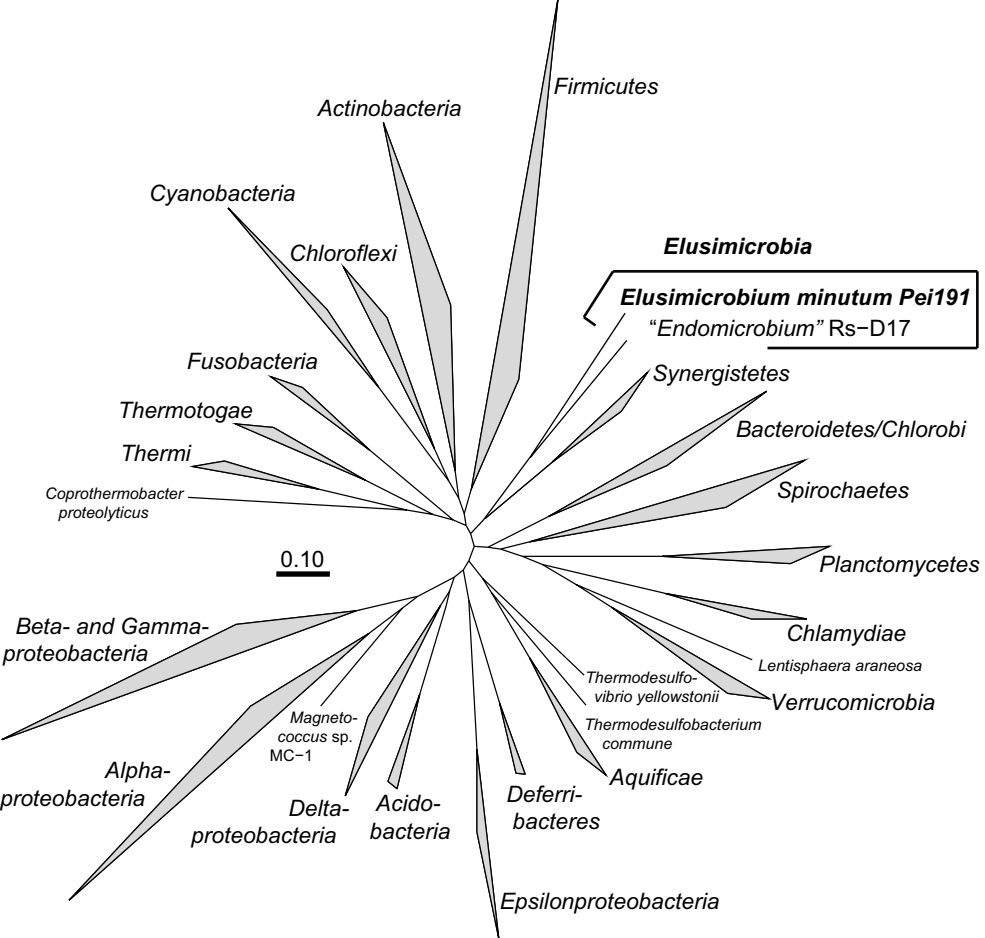 Firmicutes
Actinobacteria
Cyanobacteria
Chloroflexi
Elusimicrobia
Elusimicrobium minutum Pei191
“Endomicrobium” Rs−D17
Fusobacteria
Synergistetes
Thermotogae
Bacteroidetes/Chlorobi
Thermi
Coprothermobacter
proteolyticus
Spirochaetes
0.10
Planctomycetes
Beta- and Gamma-
proteobacteria
Chlamydiae
Lentisphaera araneosa
Thermodesulfo-
vibrio yellowstonii
Verrucomicrobia
Magneto-
coccus sp.
MC−1
Thermodesulfobacterium
commune
Alpha-
proteobacteria
Aquificae
Delta-
proteobacteria
Acido-
bacteria
Deferri-
bacteres
Epsilonproteobacteria